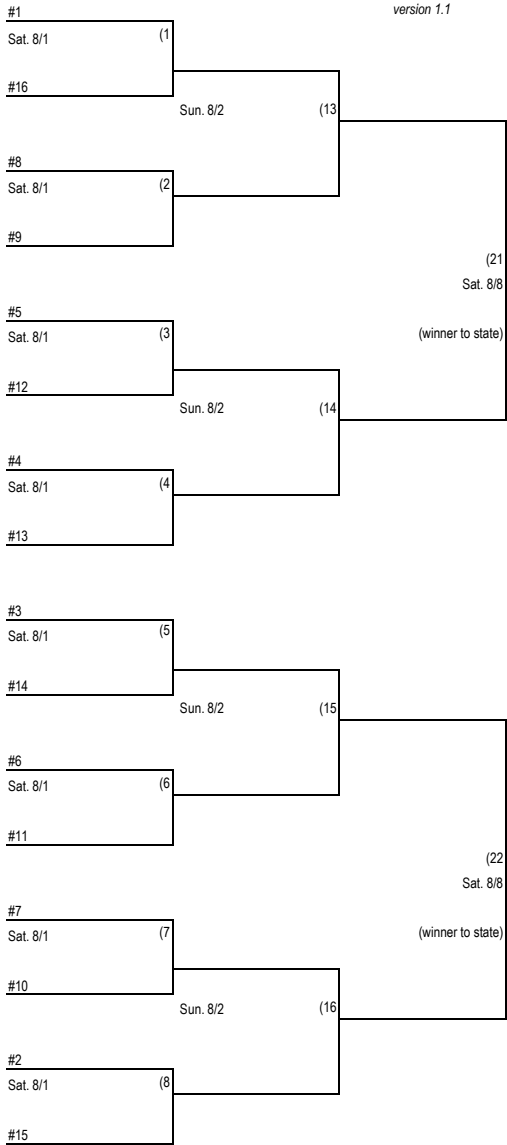 version 1.1
#1
Sat. 8/1 (1
#16
Sun. 8/2 (13
#8
Sat. 8/1 (2
#9
(21
Sat. 8/8
#5
Sat. 8/1 (3
(winner to state)
#12
Sun. 8/2 (14
#4
Sat. 8/1 (4
#13
#3
Sat. 8/1 (5
#14
Sun. 8/2 (15
#6
Sat. 8/1 (6
#11
(22
Sat. 8/8
#7
Sat. 8/1 (7
(winner to state)
#10
Sun. 8/2 (16
#2
Sat. 8/1 (8
#15